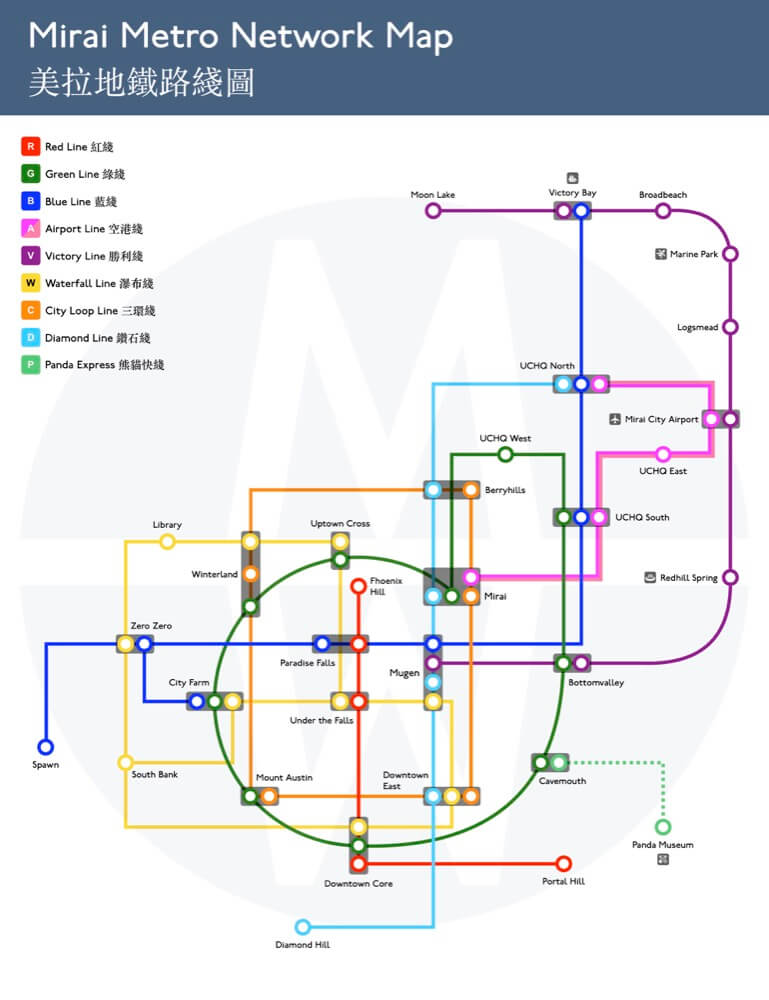 Mirai Metro Network Map
美拉地鐵路綫圖
R Red Line 紅綫
G Green Line 綠綫
B Blue Line 藍綫
A Airport Line 空港綫
V Victory Line 勝利綫
W Waterfall Line 瀑布綫
C City Loop Line 三環綫
D Diamond Line 鑽石綫
P Panda Express 熊貓快綫
Moon Lake
Victory Bay
Broadbeach
Marine Park
Logsmead
UCHQ North
Mirai City Airport
UCHQ West
UCHQ East
Berryhills
UCHQ South
Library
Uptown Cross
Winterland
Fhoenix
Hill
Mirai
Redhill Spring
Zero Zero
Paradise Falls
Mugen
City Farm
Bottomvalley
Under the Falls
Spawn
South Bank
Mount Austin
Downtown
East
Cavemouth
Panda Museum
Downtown Core
Portal Hill
Diamond Hill